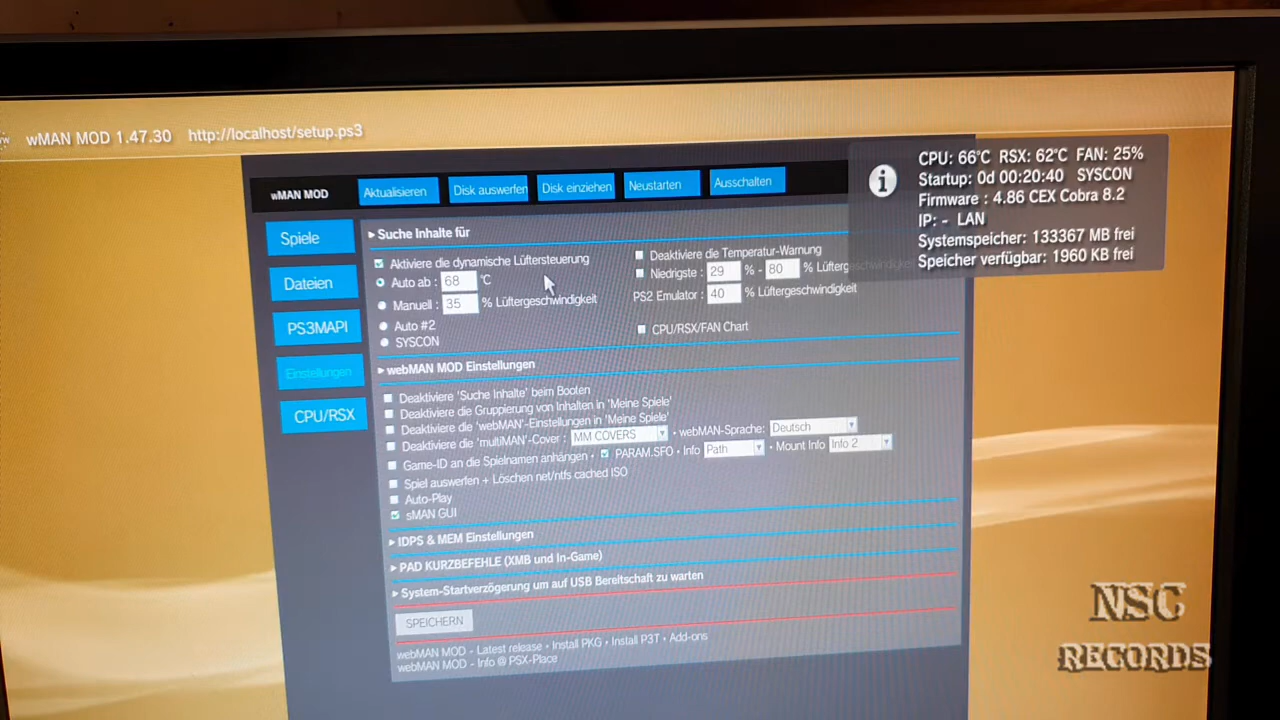 wMAN MOD 1.47.30 http://localhost/setup.ps3
CPU: 66°C RSX: 62°C FAN: 25%
Startup: 0d 00:20:40 SYSCON
Firmware : 4.86 CEX Cobra 8.2
IP: - LAN
Systemspeicher: 133367 MB frei
Speicher verfügbar: 1960 KB frei
wMAN MOD Aktualisieren Disk auswerfen Disk einziehen Neustarten Ausschalten
Spiele
Dateien
PS3MAPI
Einstellungen
CPU/RSX
Suche Inhalte für
Aktiviere die dynamische Lüftersteuerung
Auto ab : 68 °C
Manuell : 35 % Lüftergeschwindigkeit
Auto #2
SYSCON
Deaktiviere die Temperatur-Warnung
Niedrigste : 29 % - 80 % Lüftergeschwindigkeit
PS2 Emulator : 40 % Lüftergeschwindigkeit
CPU/RSX/FAN Chart
webMAN MOD Einstellungen
Deaktiviere 'Suche Inhalte' beim Booten
Deaktiviere die Gruppierung von Inhalten in 'Meine Spiele'
Deaktiviere die 'webMAN'-Einstellungen in 'Meine Spiele'
Deaktiviere die 'multiMAN'-Cover : MM COVERS • webMAN-Sprache: Deutsch
Game-ID an die Spielnamen anhängen • PARAM.SFO • Info Path • Mount Info Info 2
Spiel auswerfen + Löschen net/ntfs cached ISO
Auto-Play
sMAN GUI
IDPS & MEM Einstellungen
PAD KURZBEFEHLE (XMB und In-Game)
System-Startverzögerung um auf USB Bereitschaft zu warten
SPEICHERN
webMAN MOD - Latest release • Install PKG • Install P3T • Add-ons
webMAN MOD - Info @ PSX-Place
NSC
RECORDS